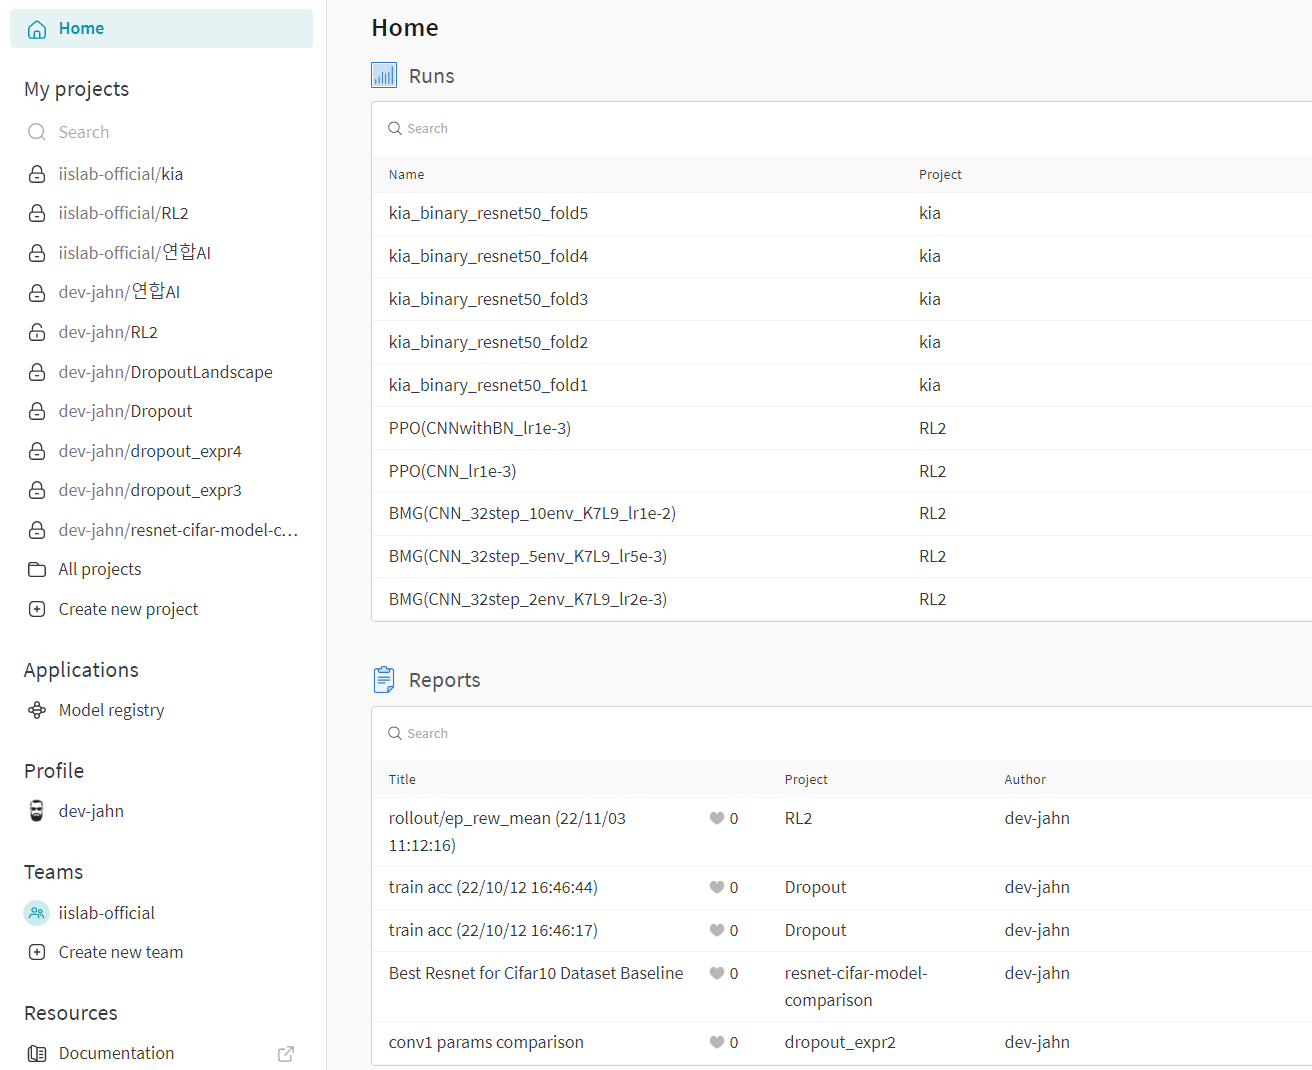 Home
My projects
Search
iislab-official/kia
iislab-official/RL2
iislab-official/연합AI
dev-jahn/연합AI
dev-jahn/RL2
dev-jahn/DropoutLandscape
dev-jahn/Dropout
dev-jahn/dropout_expr4
dev-jahn/dropout_expr3
dev-jahn/resnet-cifar-model-c...
All projects
Create new project
Applications
Model registry
Profile
dev-jahn
Teams
iislab-official
Create new team
Resources
Documentation
Home
Runs
Search
Name Project
kia_binary_resnet50_fold5 kia
kia_binary_resnet50_fold4 kia
kia_binary_resnet50_fold3 kia
kia_binary_resnet50_fold2 kia
kia_binary_resnet50_fold1 kia
PPO(CNNwithBN_lr1e-3) RL2
PPO(CNN_lr1e-3) RL2
BMG(CNN_32step_10env_K7L9_lr1e-2) RL2
BMG(CNN_32step_5env_K7L9_lr5e-3) RL2
BMG(CNN_32step_2env_K7L9_lr2e-3) RL2
Reports
Search
Title Project Author
rollout/ep_rew_mean (22/11/03 0 RL2 dev-jahn
11:12:16)
train acc (22/10/12 16:46:44) 0 Dropout dev-jahn
train acc (22/10/12 16:46:17) 0 Dropout dev-jahn
Best Resnet for Cifar10 Dataset Baseline 0 resnet-cifar-model- dev-jahn
comparison
conv1 params comparison 0 dropout_expr2 dev-jahn